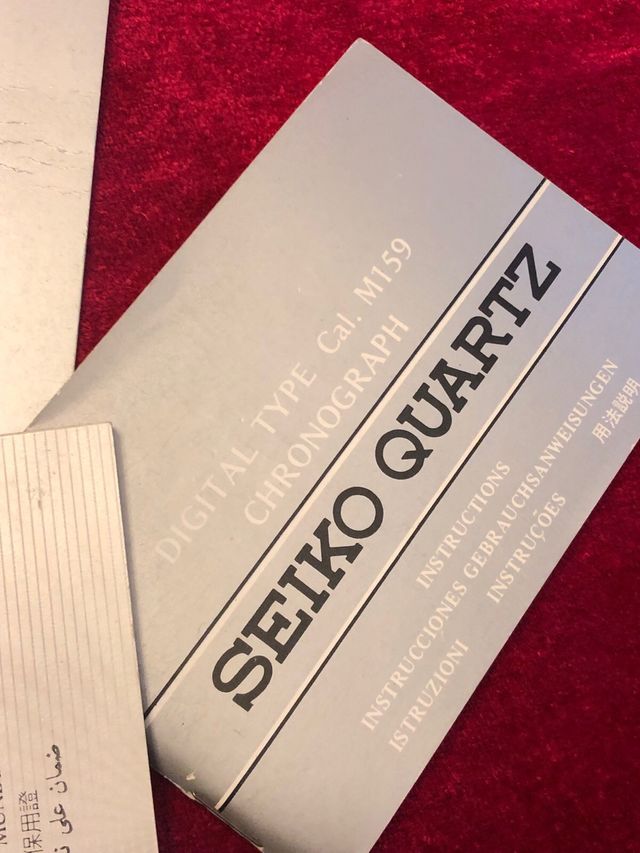 DIGITAL TYPE Cal. M159
CHRONOGRAPH
SEIKO QUARTZ
INSTRUCTIONS
INSTRUCCIONES GEBRAUCHSANWEISUNGEN
ISTRUZIONI INSTRUÇÕES 用法説明
保用證
ضمان على